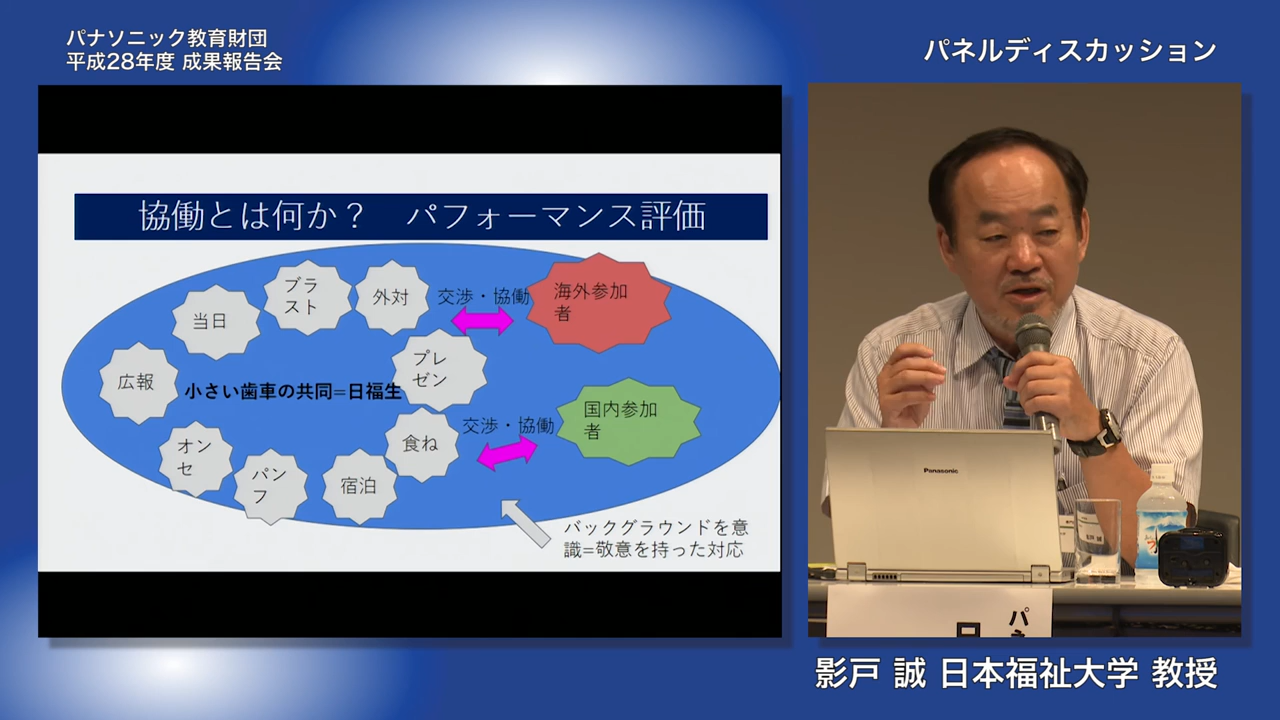 パナソニック教育財団
平成28年度 成果報告会
パネルディスカッション
協働とは何か？ パフォーマンス評価
ブラ
スト
外対
交渉・協働
海外参加
者
当日
プレ
ゼン
広報
小さい歯車の共同=日福生
国内参加
者
交渉・協働
食ね
オン
セ
パン
フ
宿泊
バックグラウンドを意
識=敬意を持った対応
Panasonic
パネ
影戸 誠 日本福祉大学 教授